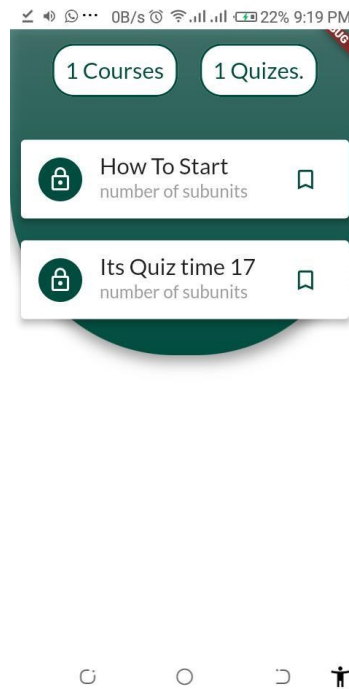 0B/s 22% 9:19 PM
1 Courses 1 Quizes.
How To Start
number of subunits
Its Quiz time 17
number of subunits